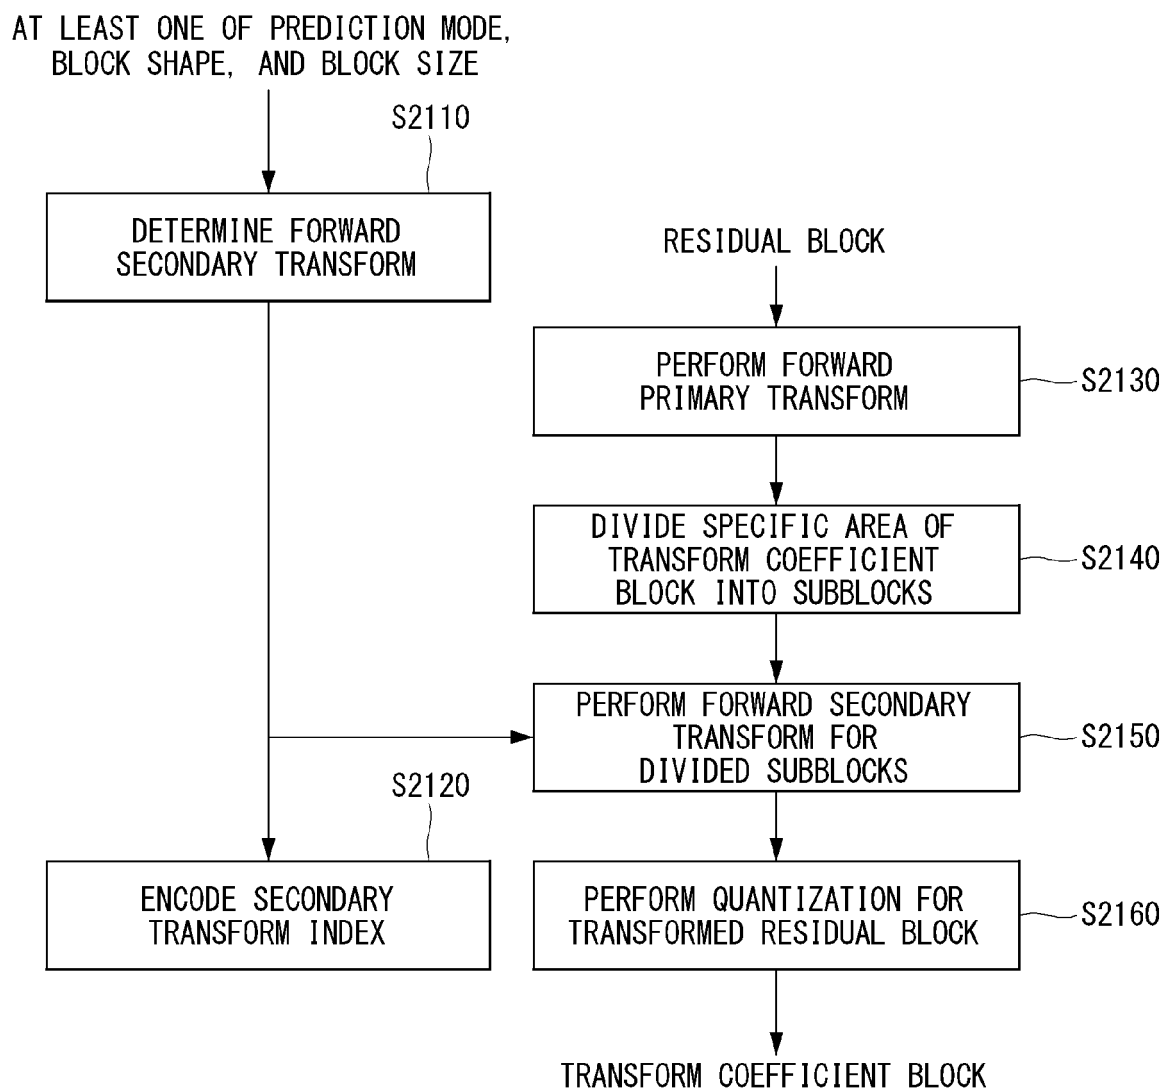 AT LEAST ONE OF PREDICTION MODE,
BLOCK SHAPE, AND BLOCK SIZE
S2110
DETERMINE FORWARD
SECONDARY TRANSFORM
RESIDUAL BLOCK
PERFORM FORWARD
PRIMARY TRANSFORM
S2130
DIVIDE SPECIFIC AREA OF
TRANSFORM COEFFICIENT
BLOCK INTO SUBBLOCKS
S2140
PERFORM FORWARD SECONDARY
TRANSFORM FOR
DIVIDED SUBBLOCKS
S2150
S2120
ENCODE SECONDARY
TRANSFORM INDEX
PERFORM QUANTIZATION FOR
TRANSFORMED RESIDUAL BLOCK
S2160
TRANSFORM COEFFICIENT BLOCK